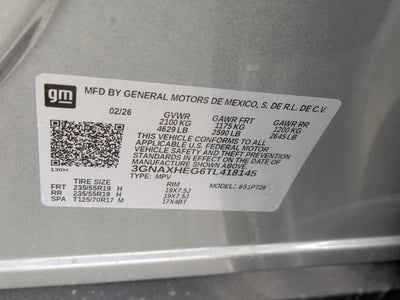 gm
MFD BY GENERAL MOTORS DE MEXICO, S. DE R.L. DE C.V.
02/26 GVWR GAWR FRT GAWR RR
2100 KG 1175 KG 1200 KG
4629 LB 2590 LB 2645 LB
THIS VEHICLE CONFORMS TO ALL
APPLICABLE U.S. FEDERAL MOTOR
VEHICLE SAFETY, BUMPER, AND THEFT
PREVENTION STANDARDS IN EFFECT ON
THE DATE OF MANUFACTURE SHOWN ABOVE.
3GNAXHEG6TL418145
TYPE: MPV MODEL: 651PT26
TIRE SIZE RIM
FRT 235/55R19 H 19X7.5J
RR 235/55R19 H 19X7.5J
SPA T125/70R17 M 17X4BT